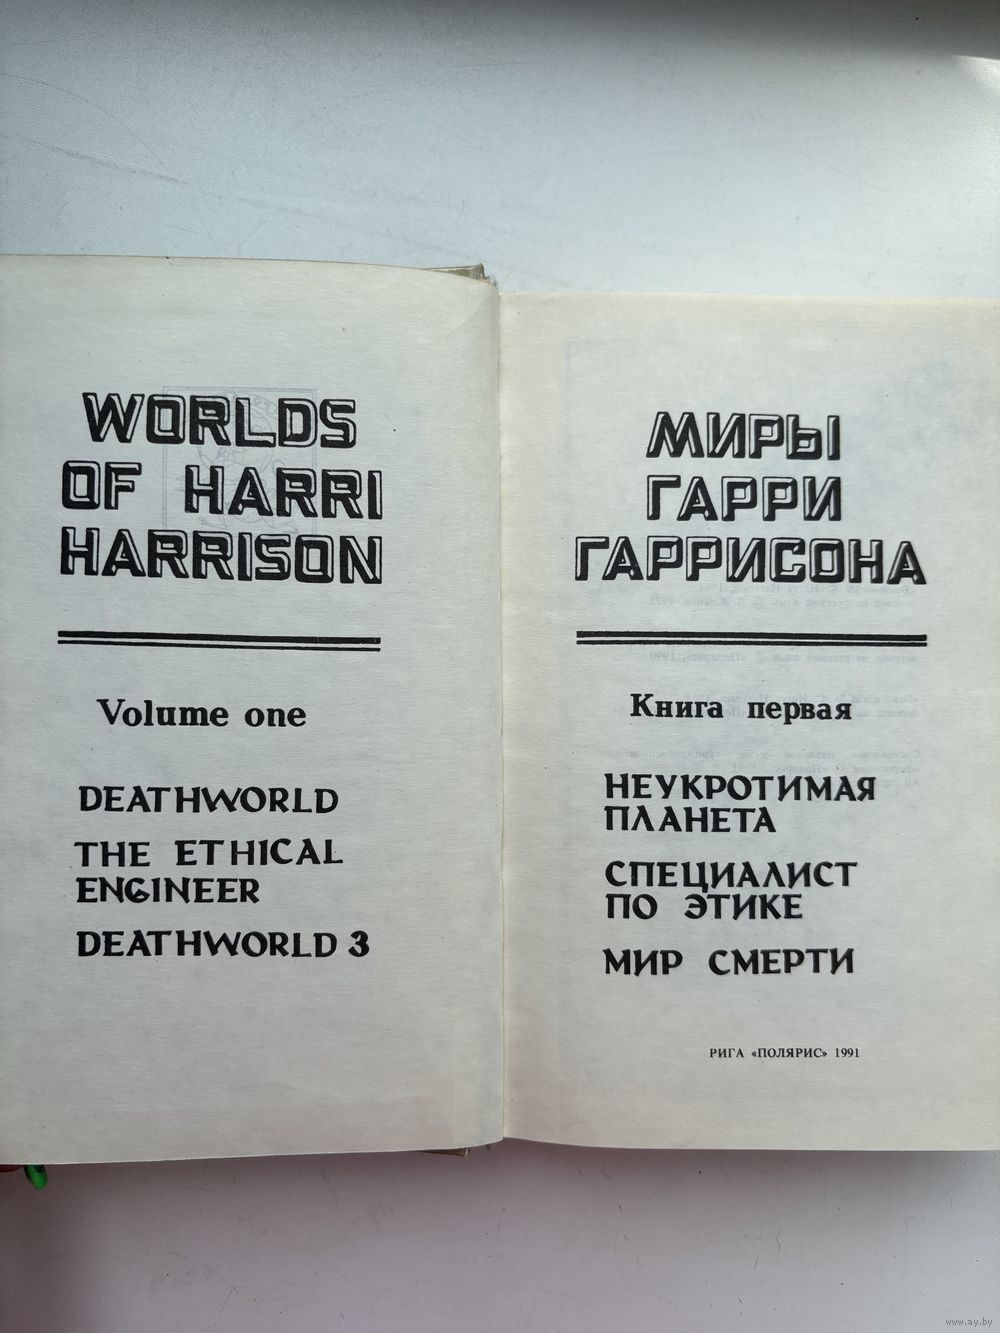 WORLDS
OF HARRI
HARRISON
Volume one
DEATHWORLD
THE ETHICAL
ENGINEER
DEATHWORLD 3
МИРЫ
ГАРРИ
ГАРРИСОНА
Книга первая
НЕУКРОТИМАЯ
ПЛАНЕТА
СПЕЦИАЛИСТ
ПО ЭТИКЕ
МИР СМЕРТИ
РИГА «ПОЛЯРИС» 1991
www.ay.by